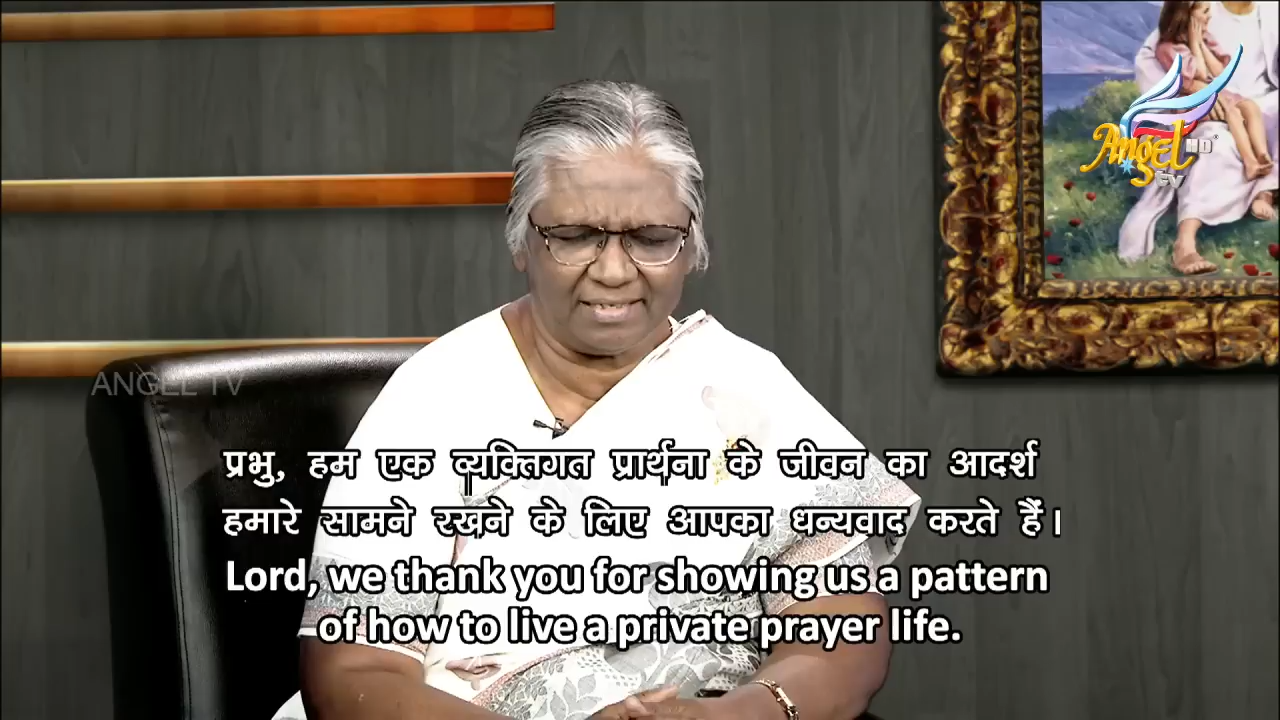 Angel HD
tv
ANGEL TV
प्रभु, हम एक व्यक्तिगत प्रार्थना के जीवन का आदर्श
हमारे सामने रखने के लिए आपका धन्यवाद करते हैं।
Lord, we thank you for showing us a pattern
of how to live a private prayer life.